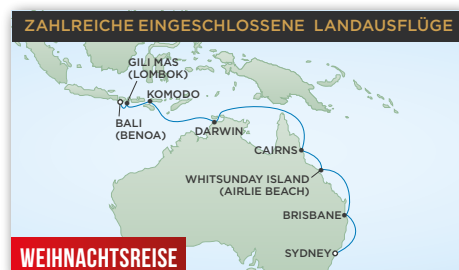 ZAHLREICHE EINGESCHLOSSENE LANDAUSFLÜGE
GILI MAS
(LOMBOK)
KOMODO
BALI
(BENOA)
DARWIN
CAIRNS
WHITSUNDAY ISLAND
(AIRLIE BEACH)
BRISBANE
SYDNEY
WEIHNACHTSREISE